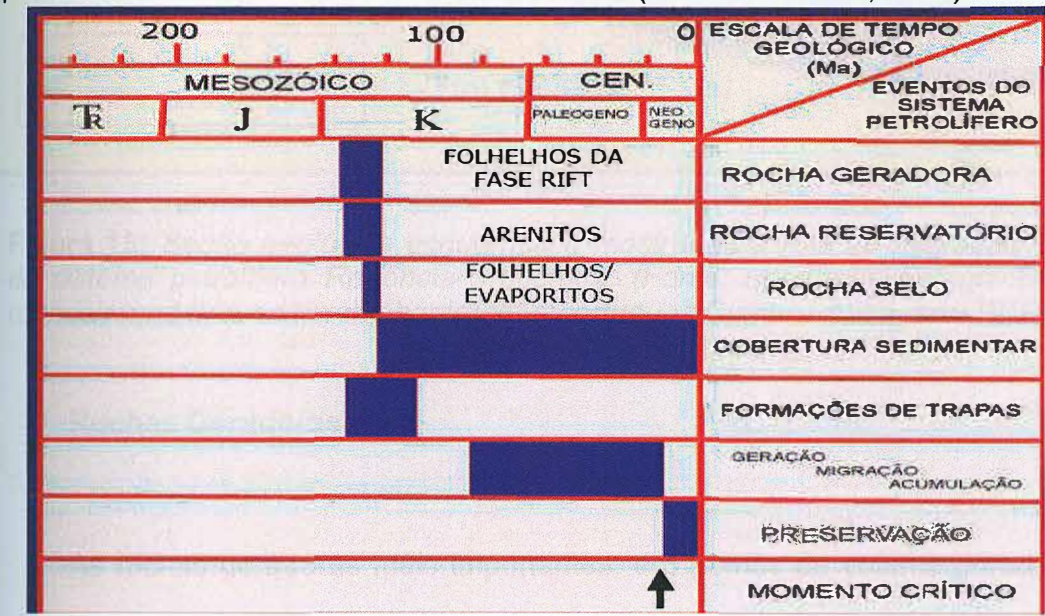 200 100 0
ESCALA DE TEMPO
GEOLÓGICO
(Ma)
EVENTOS DO
SISTEMA
PETROLÍFERO
MESOZÓICO CEN.
TR J K PALEOGENO NEO
GENO
FOLHELHOS DA
FASE RIFT
ROCHA GERADORA
ARENITOS
ROCHA RESERVATÓRIO
FOLHELHOS/
EVAPORITOS
ROCHA SELO
COBERTURA SEDIMENTAR
FORMAÇÕES DE TRAPAS
GERAÇÃO
MIGRAÇÃO
ACUMULAÇÃO
PRESERVAÇÃO
MOMENTO CRÍTICO